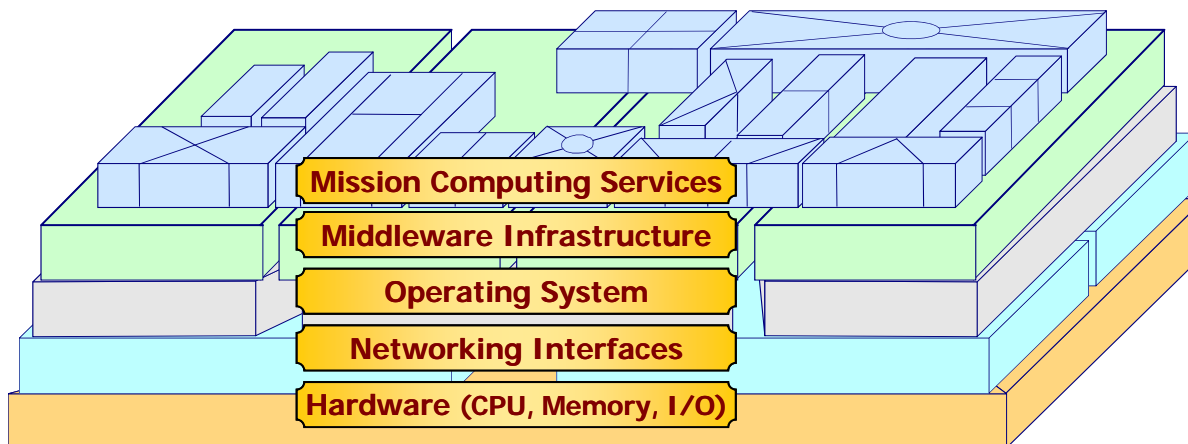 Mission Computing Services
Middleware Infrastructure
Operating System
Networking Interfaces
Hardware (CPU, Memory, I/O)